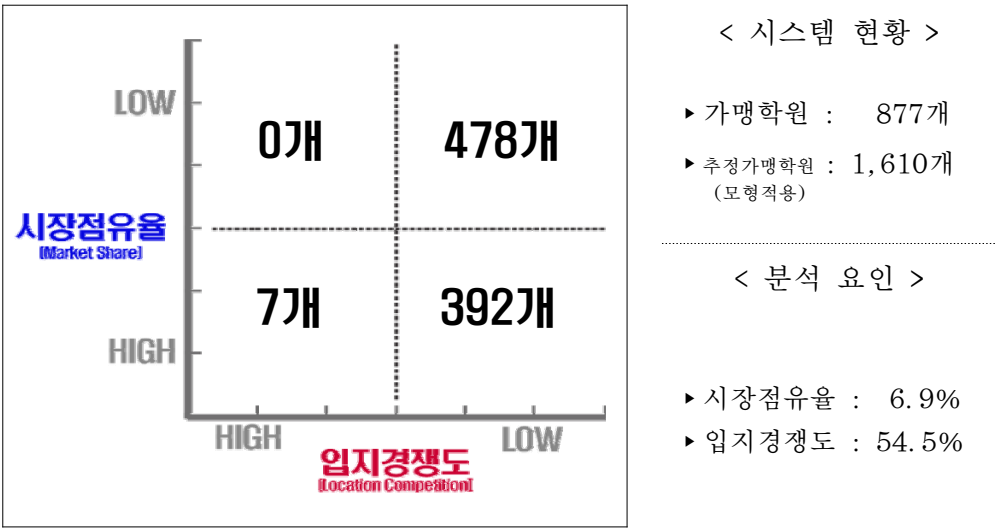 LOW
0개
478개
시장점유율
(Market Share)
7개
392개
HIGH
HIGH
LOW
입지경쟁도
(Location Competition)
< 시스템 현황 >
▸가맹학원 : 877개
▸추정가맹학원 : 1,610개
(모형적용)
< 분석 요인 >
▸시장점유율 : 6.9%
▸입지경쟁도 : 54.5%